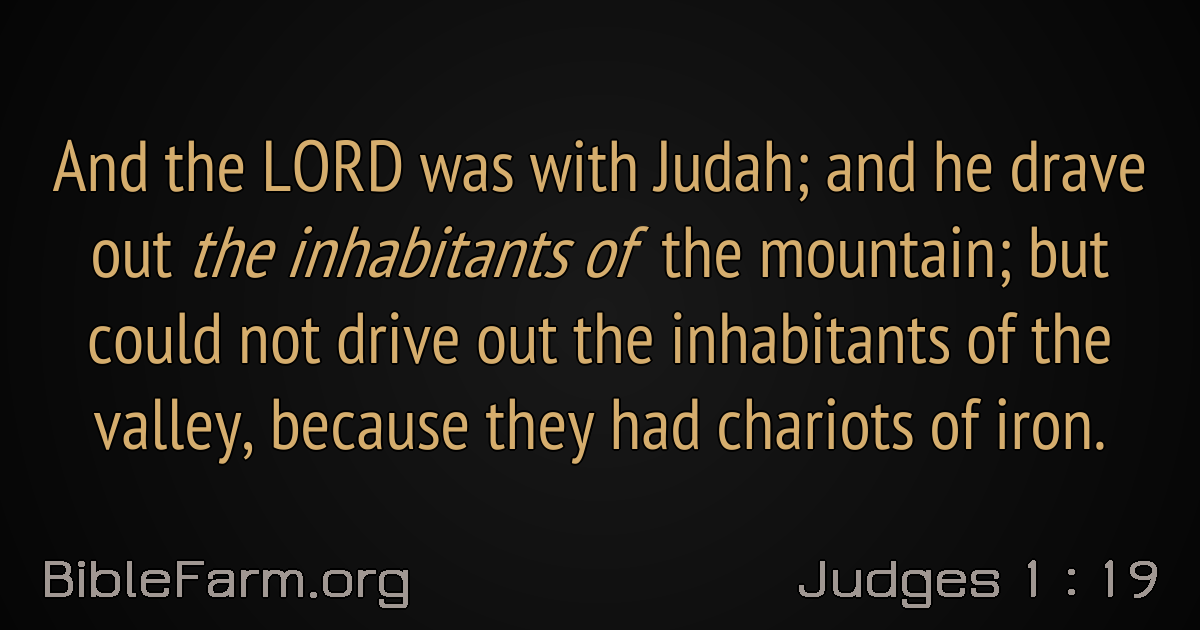 And the LORD was with Judah; and he drave
out the inhabitants of the mountain; but
could not drive out the inhabitants of the
valley, because they had chariots of iron.
BibleFarm.org
Judges 1 : 19